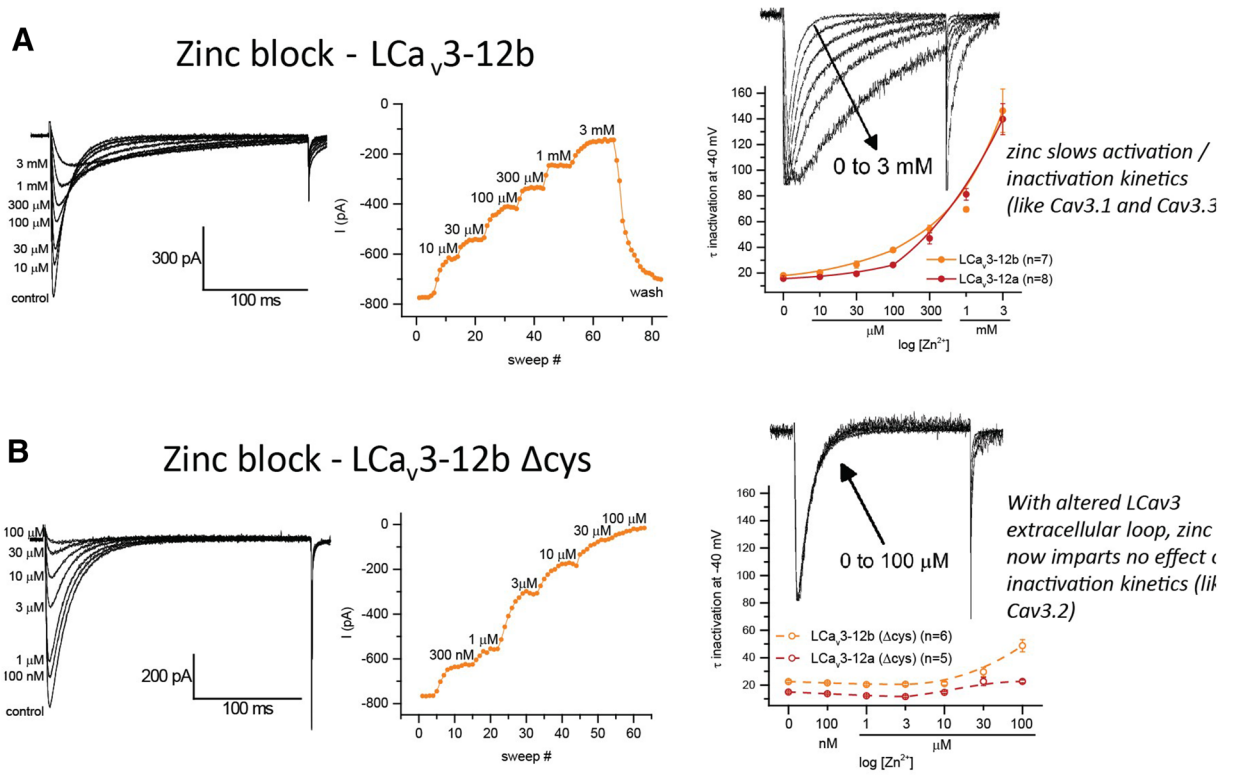 A
Zinc block - LCav3-12b
3 mM
1 mM
300 μM
100 μM
30 μM
10 μM
control
300 pA
100 ms
I (pA)
0
-200
-400
-600
-800
10 μM
30 μM
100 μM
300 μM
1 mM
3 mM
wash
0 20 40 60 80
sweep #
τ inactivation at -40 mV
160
140
120
100
80
60
40
20
0 to 3 mM
LCav3-12b (n=7)
LCav3-12a (n=8)
0 10 30 100 300 1 3
μM mM
log [Zn2+]
zinc slows activation /
inactivation kinetics
(like Cav3.1 and Cav3.3
B
Zinc block - LCav3-12b Δcys
100 μM
30 μM
10 μM
3 μM
1 μM
100 nM
control
200 pA
100 ms
I (pA)
0
-200
-400
-600
-800
300 nM
1 μM
3μM
10 μM
30 μM
100 μM
0 10 20 30 40 50 60
sweep #
τ inactivation at -40 mV
160
140
120
100
80
60
40
20
0 to 100 μM
LCav3-12b (Δcys) (n=6)
LCav3-12a (Δcys) (n=5)
0 100 1 3 10 30 100
nM μM
log [Zn2+]
With altered LCav3
extracellular loop, zinc
now imparts no effect
inactivation kinetics
Cav3.2)